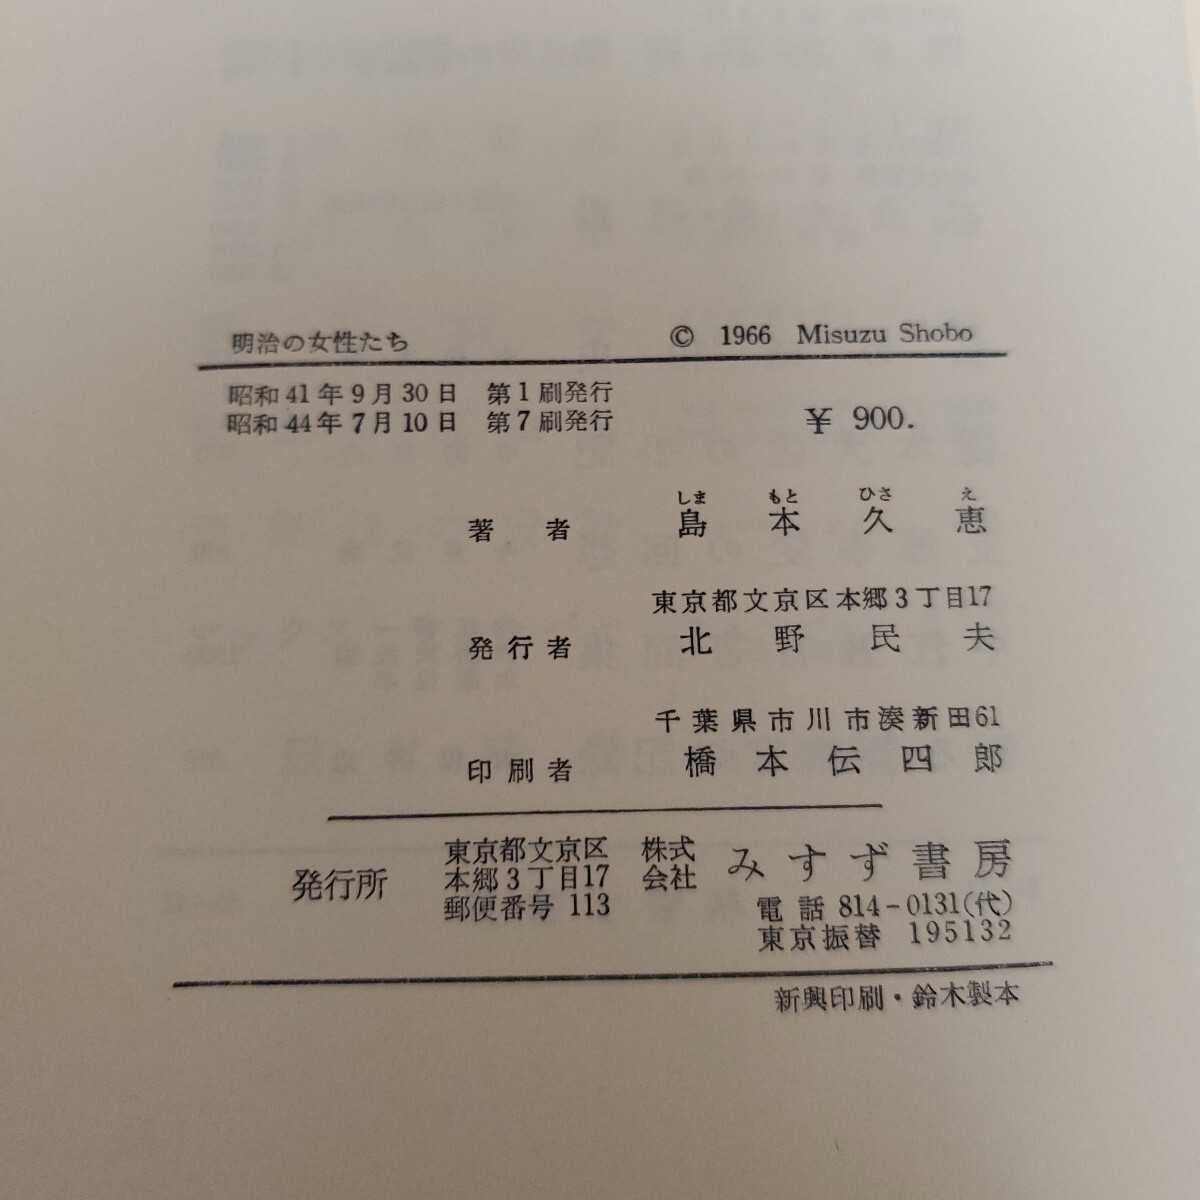 明治の女性たち © 1966 Misuzu Shobo
昭和41年9月30日 第1刷発行
昭和44年7月10日 第7刷発行
¥ 900.
しま もと ひさ え
著者 島本久恵
東京都文京区本郷3丁目17
発行者 北野民夫
千葉県市川市湊新田61
印刷者 橋本伝四郎
発行所
東京都文京区
本郷3丁目17
郵便番号 113
株式
会社
みすず書房
電話 814-0131(代)
東京振替 195132
新興印刷・鈴木製本